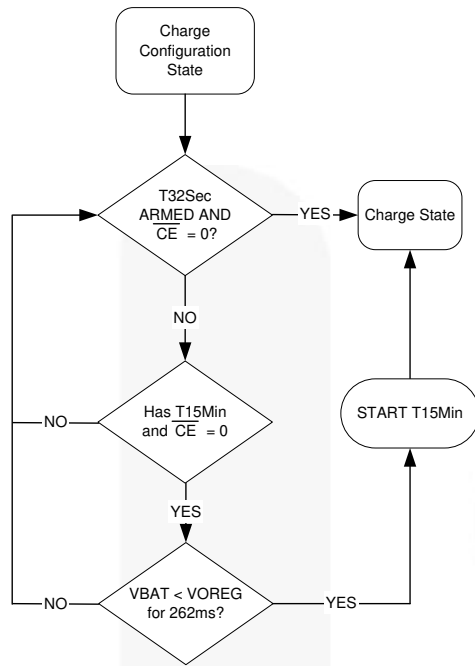 Charge
Configuration
State
T32Sec
ARMED AND
CE = 0?
YES
Charge State
NO
Has T15Min
and CE = 0
NO
START T15Min
YES
VBAT < VOREG
for 262ms?
NO
YES